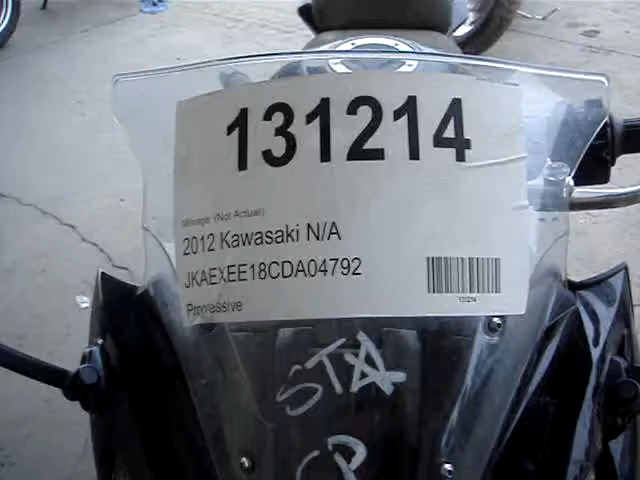 131214
Mileage: (Not Actual)
2012 Kawasaki N/A
JKAEXEE18CDA04792
Progressive
131214
STA
CP